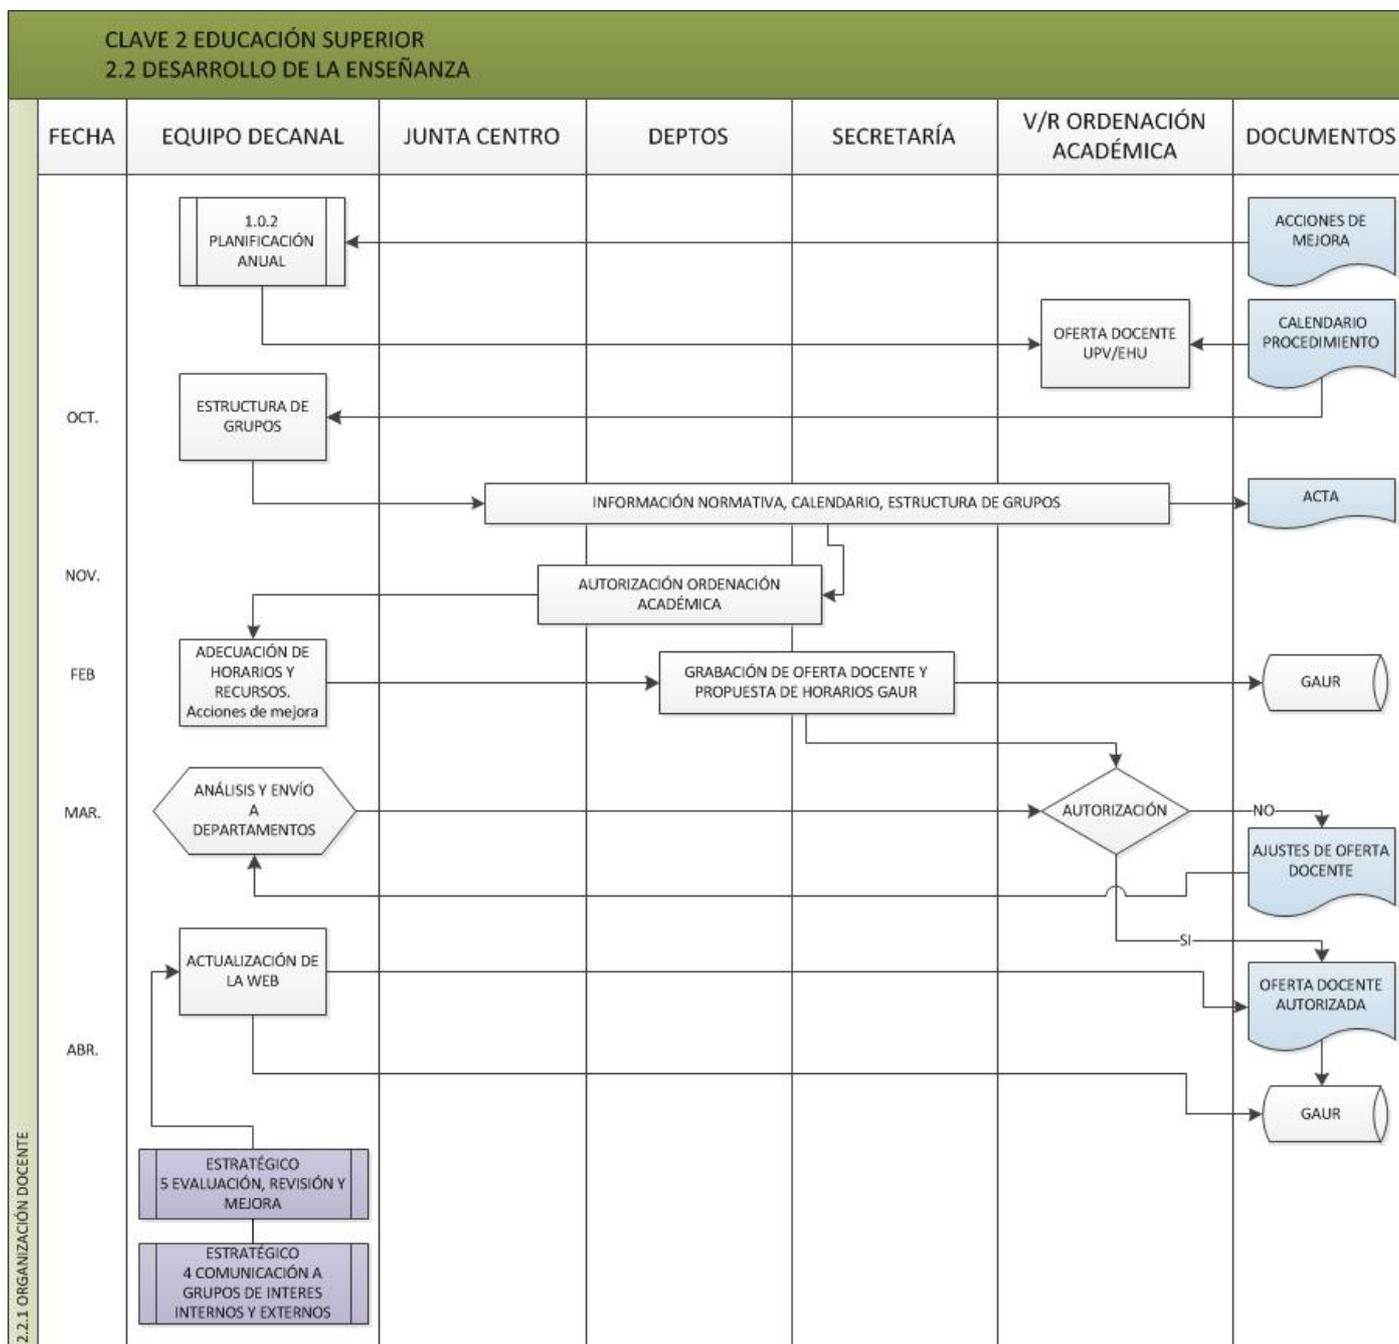 CLAVE 2 EDUCACIÓN SUPERIOR
2.2 DESARROLLO DE LA ENSEÑANZA
FECHA
EQUIPO DECANAL
JUNTA CENTRO
DEPTOS
SECRETARÍA
V/R ORDENACIÓN
ACADÉMICA
DOCUMENTOS
1.0.2
PLANIFICACIÓN
ANUAL
ACCIONES DE
MEJORA
OFERTA DOCENTE
UPV/EHU
CALENDARIO
PROCEDIMIENTO
OCT.
ESTRUCTURA DE
GRUPOS
INFORMACIÓN NORMATIVA, CALENDARIO, ESTRUCTURA DE GRUPOS
ACTA
NOV.
AUTORIZACIÓN ORDENACIÓN
ACADÉMICA
FEB
ADECUACIÓN DE
HORARIOS Y
RECURSOS.
Acciones de mejora
GRABACIÓN DE OFERTA DOCENTE Y
PROPUESTA DE HORARIOS GAUR
GAUR
MAR.
ANÁLISIS Y ENVÍO
A
DEPARTAMENTOS
AUTORIZACIÓN
NO
AJUSTES DE OFERTA
DOCENTE
SI
ACTUALIZACIÓN DE
LA WEB
OFERTA DOCENTE
AUTORIZADA
ABR.
GAUR
ESTRATÉGICO
5 EVALUACIÓN, REVISIÓN Y
MEJORA
ESTRATÉGICO
4 COMUNICACIÓN A
GRUPOS DE INTERES
INTERNOS Y EXTERNOS
2.2.1 ORGANIZACIÓN DOCENTE